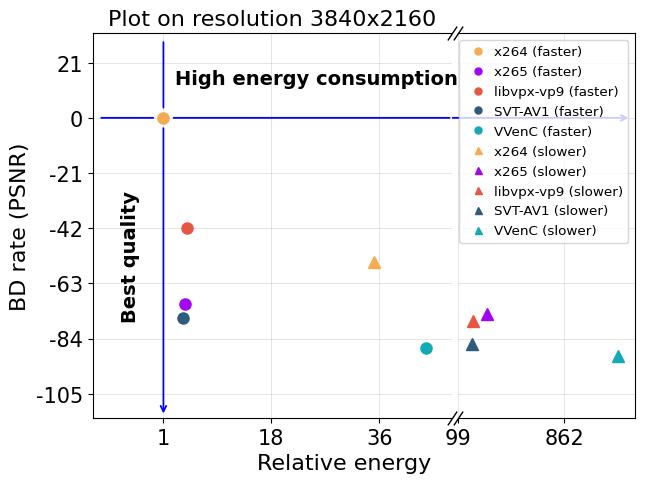 Plot on resolution 3840x2160
21
0
-21
-42
-63
-84
-105
BD rate (PSNR)
High energy consumption
Best quality
x264 (faster)
x265 (faster)
libvpx-vp9 (faster)
SVT-AV1 (faster)
VVenC (faster)
x264 (slower)
x265 (slower)
libvpx-vp9 (slower)
SVT-AV1 (slower)
VVenC (slower)
1 18 36 99 862
Relative energy